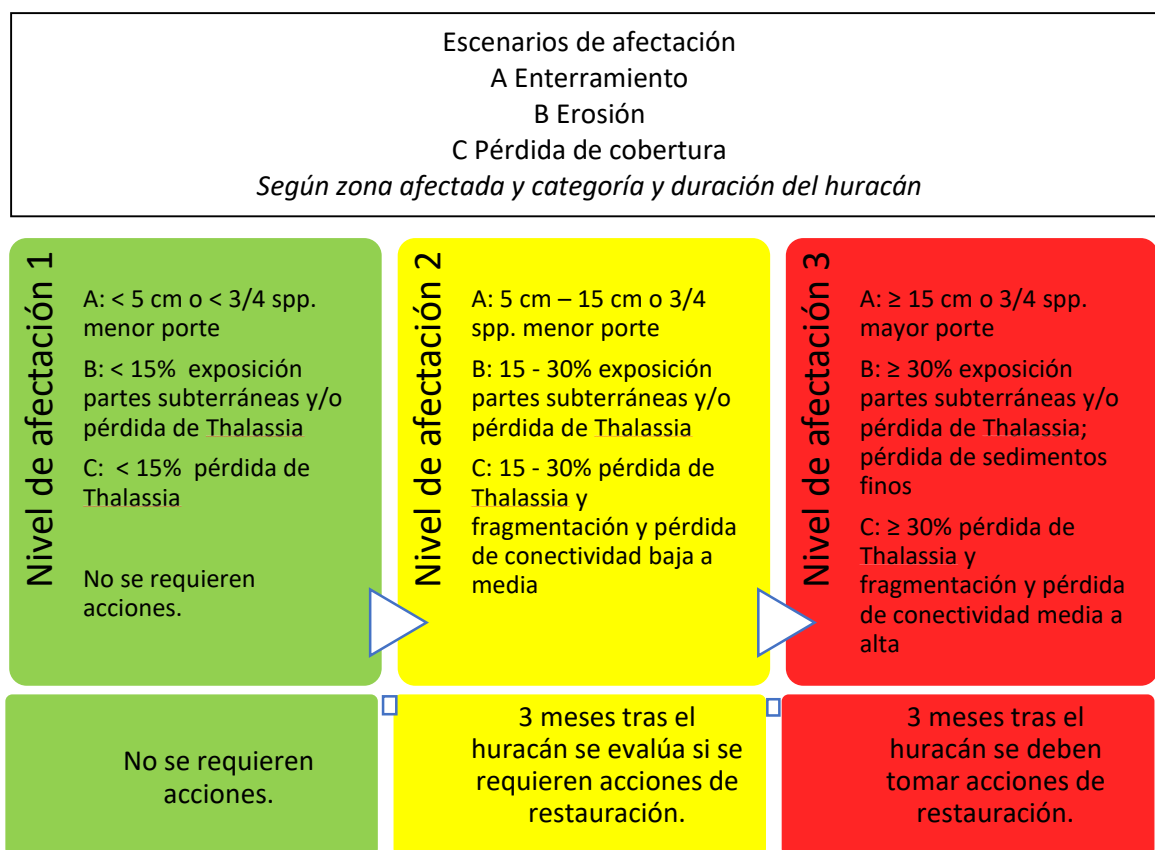 Escenarios de afectación
A Enterramiento
B Erosión
C Pérdida de cobertura
Según zona afectada y categoría y duración del huracán
Nivel de afectación 1
A: < 5 cm o < 3/4 spp.
menor porte
B: < 15% exposición
partes subterráneas y/o
pérdida de Thalassia
C: < 15% pérdida de
Thalassia
No se requieren
acciones.
Nivel de afectación 2
A: 5 cm – 15 cm o 3/4
spp. menor porte
B: 15 - 30% exposición
partes subterráneas y/o
pérdida de Thalassia
C: 15 - 30% pérdida de
Thalassia y
fragmentación y pérdida
de conectividad baja a
media
Nivel de afectación 3
A: ≥ 15 cm o 3/4 spp.
mayor porte
B: ≥ 30% exposición
partes subterráneas y/o
pérdida de Thalassia;
pérdida de sedimentos
finos
C: ≥ 30% pérdida de
Thalassia y
fragmentación y pérdida
de conectividad media a
alta
No se requieren
acciones.
3 meses tras el
huracán se evalúa si se
requieren acciones de
restauración.
3 meses tras el
huracán se deben
tomar acciones de
restauración.